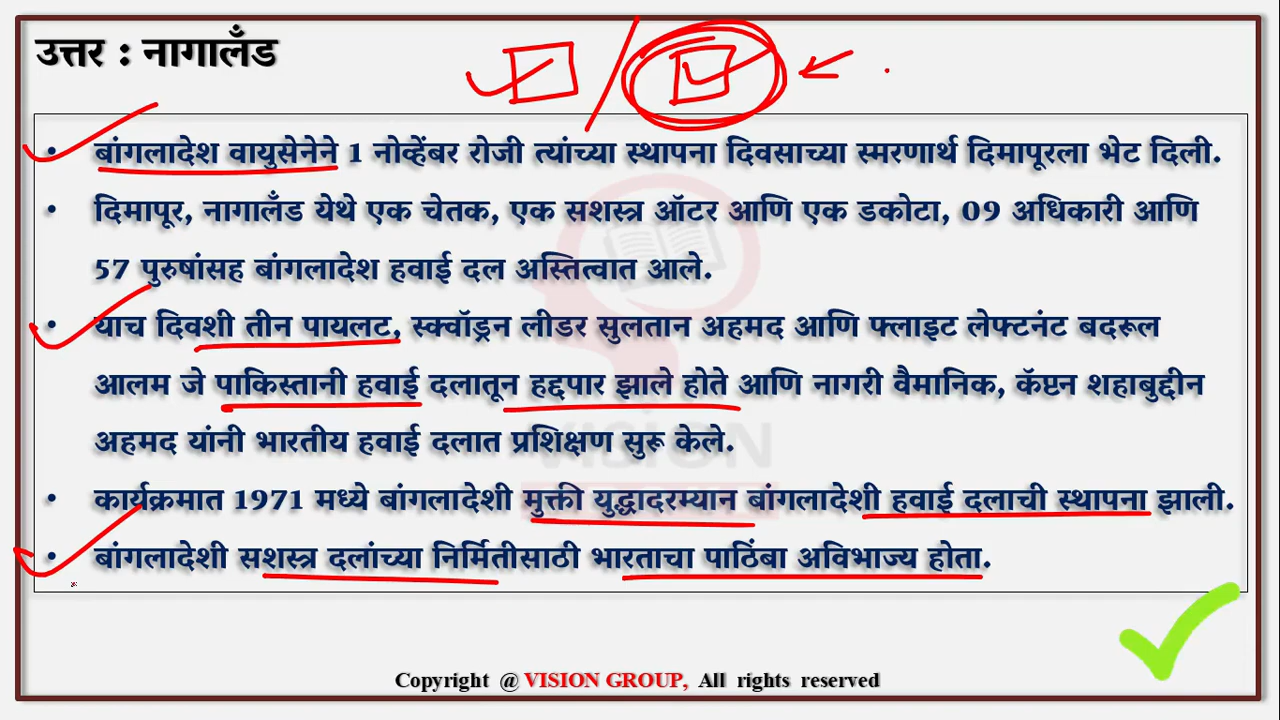 उत्तर : नागालँड
• बांगलादेश वायुसेनेने 1 नोव्हेंबर रोजी त्यांच्या स्थापना दिवसाच्या स्मरणार्थ दिमापूरला भेट दिली.
• दिमापूर, नागालँड येथे एक चेतक, एक सशस्त्र ऑटर आणि एक डकोटा, 09 अधिकारी आणि
57 पुरुषांसह बांगलादेश हवाई दल अस्तित्वात आले.
• याच दिवशी तीन पायलट, स्क्वॉड्रन लीडर सुलतान अहमद आणि फ्लाइट लेफ्टनंट बदरूल
आलम जे पाकिस्तानी हवाई दलातून हद्दपार झाले होते आणि नागरी वैमानिक, कॅप्टन शहाबुद्दीन
अहमद यांनी भारतीय हवाई दलात प्रशिक्षण सुरू केले.
• कार्यक्रमात 1971 मध्ये बांगलादेशी मुक्ती युद्धादरम्यान बांगलादेशी हवाई दलाची स्थापना झाली.
• बांगलादेशी सशस्त्र दलांच्या निर्मितीसाठी भारताचा पाठिंबा अविभाज्य होता.
VISION
Copyright @ VISION GROUP, All rights reserved